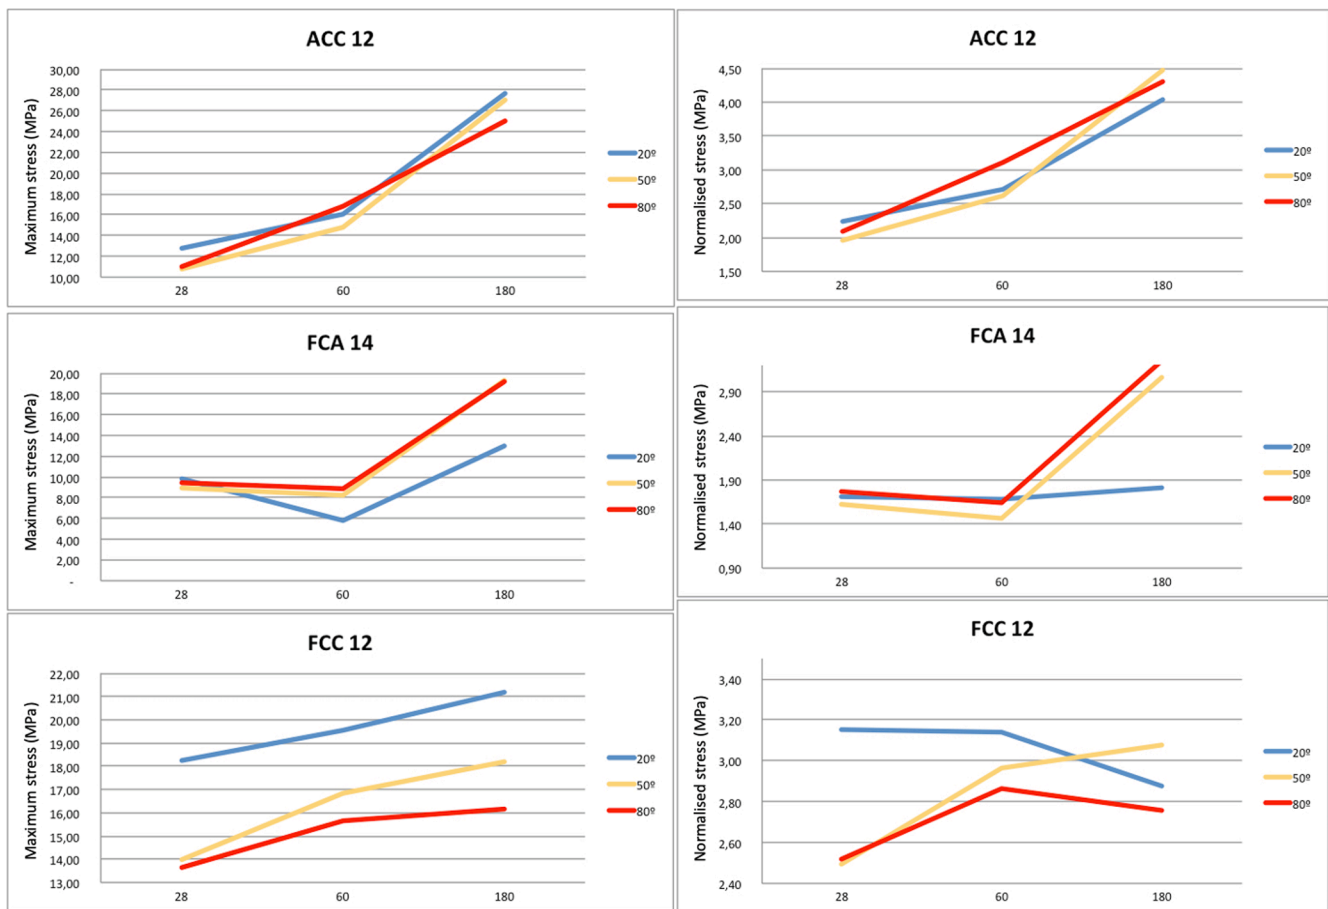 ACC 12
Maximum stress (MPa)
30,00
28,00
26,00
24,00
22,00
20,00
18,00
16,00
14,00
12,00
10,00
28
60
180
20º
50º
80º
ACC 12
Normalised stress (MPa)
4,50
4,00
3,50
3,00
2,50
2,00
1,50
28
60
180
20º
50º
80º
FCA 14
Maximum stress (MPa)
20,00
18,00
16,00
14,00
12,00
10,00
8,00
6,00
4,00
2,00
-
28
60
180
20º
50º
80º
FCA 14
Normalised stress (MPa)
2,90
2,40
1,90
1,40
0,90
28
60
180
20º
50º
80º
FCC 12
Maximum stress (MPa)
22,00
21,00
20,00
19,00
18,00
17,00
16,00
15,00
14,00
13,00
28
60
180
20º
50º
80º
FCC 12
Normalised stress (MPa)
3,40
3,20
3,00
2,80
2,60
2,40
28
60
180
20º
50º
80º